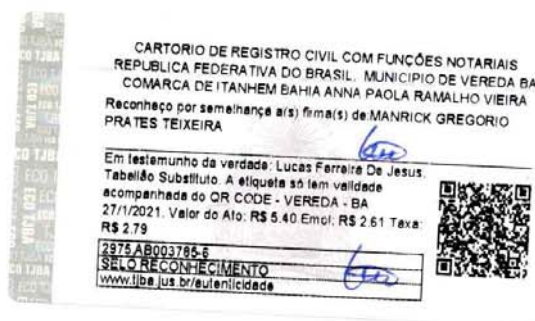 CARTORIO DE REGISTRO CIVIL COM FUNÇÕES NOTARIAIS
REPUBLICA FEDERATIVA DO BRASIL. MUNICIPIO DE VEREDA BA
COMARCA DE ITANHEM BAHIA ANNA PAOLA RAMALHO VIEIRA
Reconheço por semelhança a(s) firma(s) de:MANRICK GREGORIO
PRATES TEIXEIRA
Em testemunho da verdade: Lucas Ferreira De Jesus.
Tabelião Substituto. A etiqueta só tem validade
acompanhada do QR CODE - VEREDA - BA
27/1/2021. Valor do Ato: R$ 5.40 Emol: R$ 2.61 Taxa:
R$ 2.79
2975.AB003785-6
SELO RECONHECIMENTO
www.tjba.jus.br/autenticidade